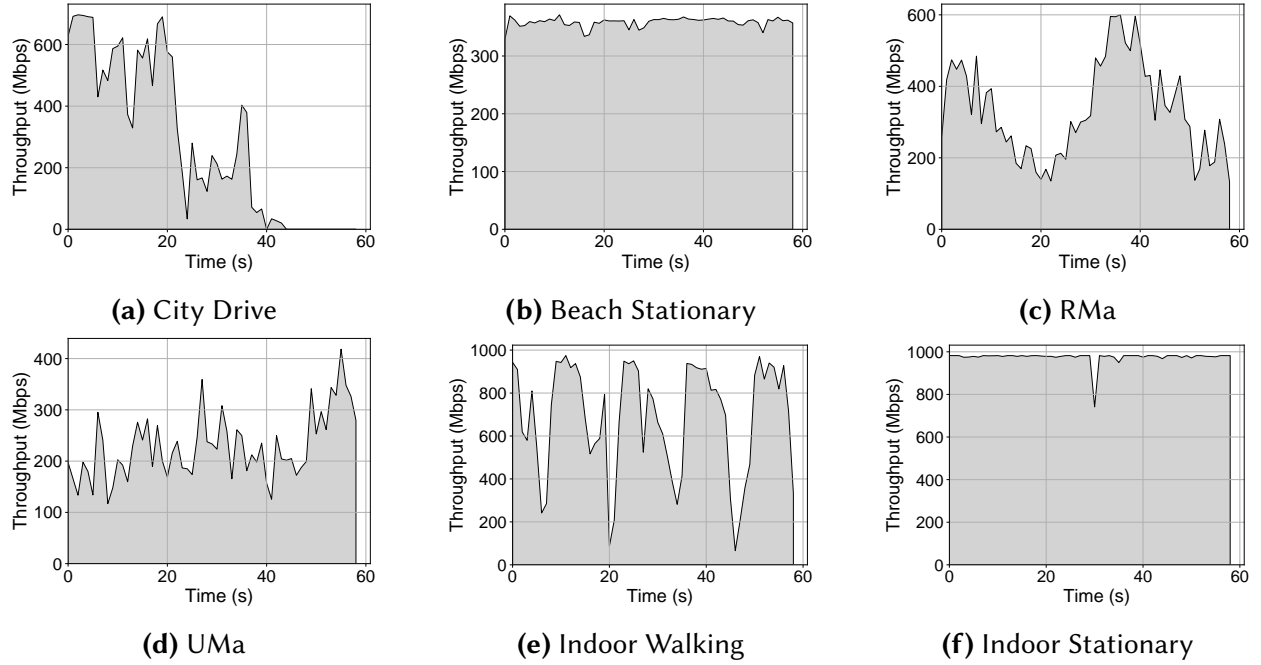 Throughput (Mbps)
600
400
200
0
0 20 40 60
Time (s)
(a) City Drive
Throughput (Mbps)
300
200
100
0
0 20 40 60
Time (s)
(b) Beach Stationary
Throughput (Mbps)
600
400
200
0
0 20 40 60
Time (s)
(c) RMa
Throughput (Mbps)
400
300
200
100
0
0 20 40 60
Time (s)
(d) UMa
Throughput (Mbps)
1000
800
600
400
200
0
0 20 40 60
Time (s)
(e) Indoor Walking
Throughput (Mbps)
1000
800
600
400
200
0
0 20 40 60
Time (s)
(f) Indoor Stationary